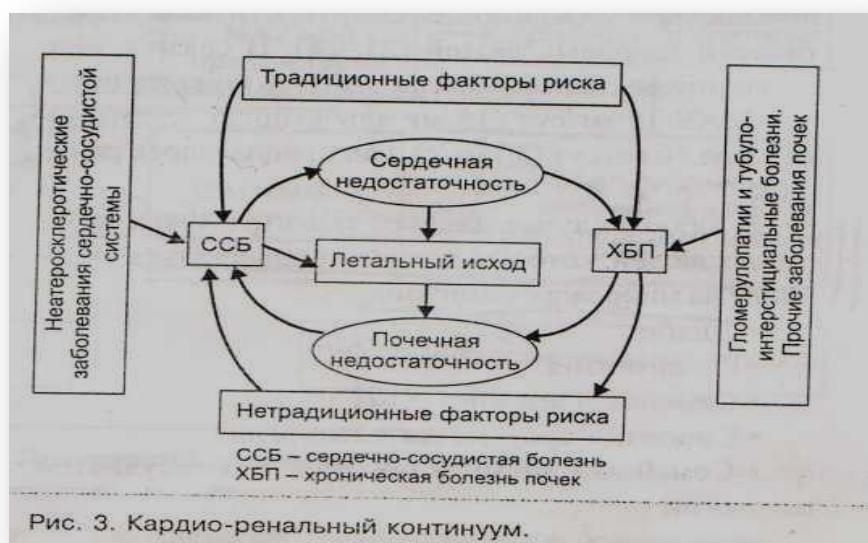 Традиционные факторы риска
Неатеросклеротические
заболевания сердечно-сосудистой
системы
Сердечная
недостаточность
ССБ
Летальный исход
ХБП
Почечная
недостаточность
Нетрадиционные факторы риска
Гломерулопатии и тубуло-
интерстициальные болезни.
Прочие заболевания почек
ССБ – сердечно-сосудистая болезнь
ХБП – хроническая болезнь почек
Рис. 3. Кардио-ренальный континуум.